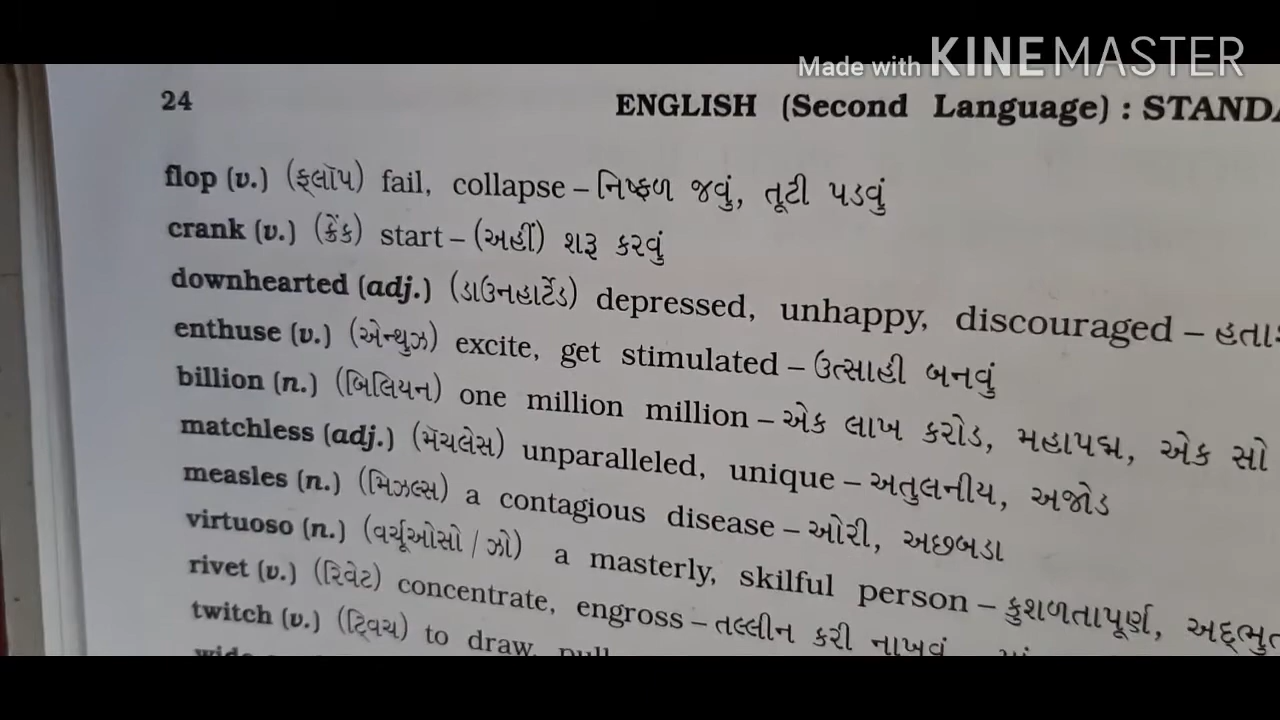 Made with KINEMASTER
24 ENGLISH (Second Language) :
flop (v.) (ફ્લૉપ) fail, collapse – નિષ્ફળ જવું, તૂટી પડવું
crank (v.) (ક્રેંક) start – (અહીં) શરૂ કરવું
downhearted (adj.) (ડાઉનહાર્ટેડ) depressed, unhappy, discouraged –
enthuse (v.) (એન્થુઝ) excite, get stimulated – ઉત્સાહી બનવું
billion (n.) (બિલિયન) one million million – એક લાખ કરોડ, મહાપદ્મ, એક સો
matchless (adj.) (મૅચલેસ) unparalleled, unique – અતુલનીય, અજોડ
measles (n.) (મિઝલ્સ) a contagious disease – ઓરી, અછબડા
virtuoso (n.) (વર્ચૂઓસો / ઝો) a masterly, skilful person – કુશળતાપૂર્ણ,
rivet (v.) (રિવેટ) concentrate, engross – તલ્લીન કરી નાખવું
twitch (v.) (ટ્વિચ) to draw, pull